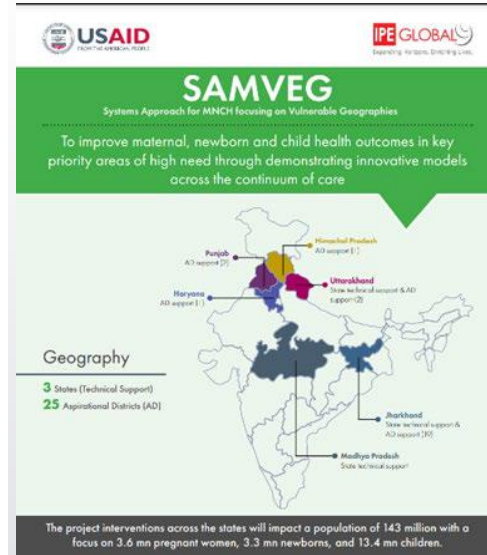 USAID
FROM THE AMERICAN PEOPLE
IPE GLOBAL
Expanding Horizons. Enriching Lives.
SAMVEG
Systems Approach for MNCH focusing on Vulnerable Geographies
To improve maternal, newborn and child health outcomes in key
priority areas of high need through demonstrating innovative models
across the continuum of care
Himachal Pradesh
AD support (1)
Punjab
AD support (2)
Uttarakhand
State technical support & AD
support (2)
Haryana
AD support (1)
Geography
3 States (Technical Support)
25 Aspirational Districts (AD)
Jharkhand
State technical support &
AD support (19)
Madhya Pradesh
State technical support
The project interventions across the states will impact a population of 143 million with a
focus on 3.6 mn pregnant women, 3.3 mn newborns, and 13.4 mn children.